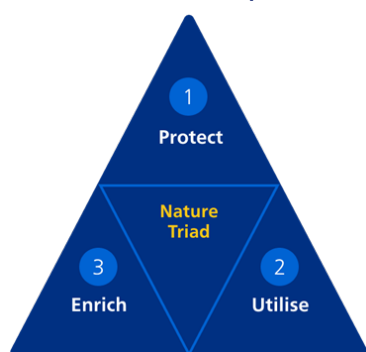 1
Protect
Nature
Triad
3
Enrich
2
Utilise